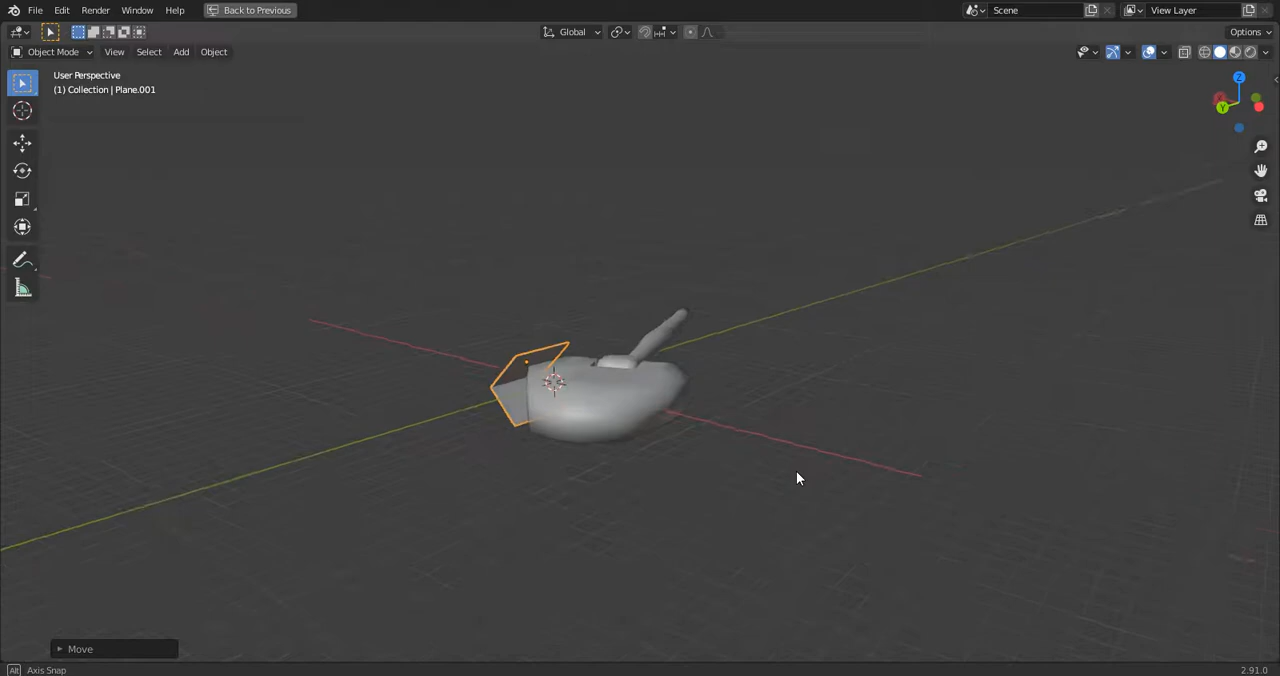 File Edit Render Window Help Back to Previous Scene View Layer
Global Options
Object Mode View Select Add Object
User Perspective
(1) Collection | Plane.001
Z
X
Y
Move
Alt Axis Snap 2.91.0